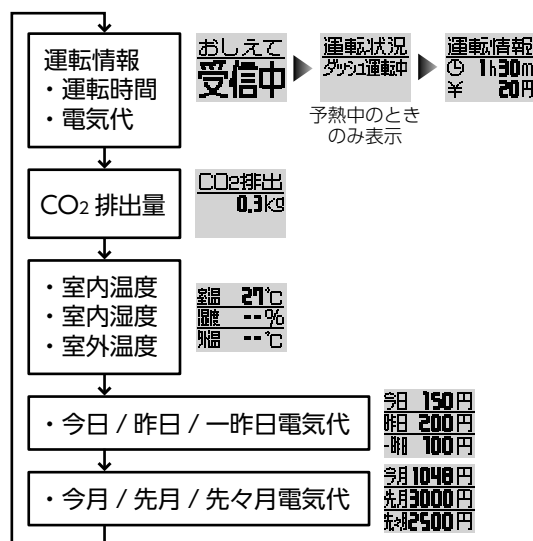 運転情報
・運転時間
・電気代
おしえて
受信中
運転状況
ダッシュ運転中
予熱中のとき
のみ表示
運転情報
1h30m
¥ 20円
CO2 排出量
CO2排出
0.3kg
・室内温度
・室内湿度
・室外温度
室温 27℃
湿度 --%
外温 --℃
・今日 / 昨日 / 一昨日電気代
今日 150円
昨日 200円
一昨日 100円
・今月 / 先月 / 先々月電気代
今月1048円
先月3000円
先々月2500円